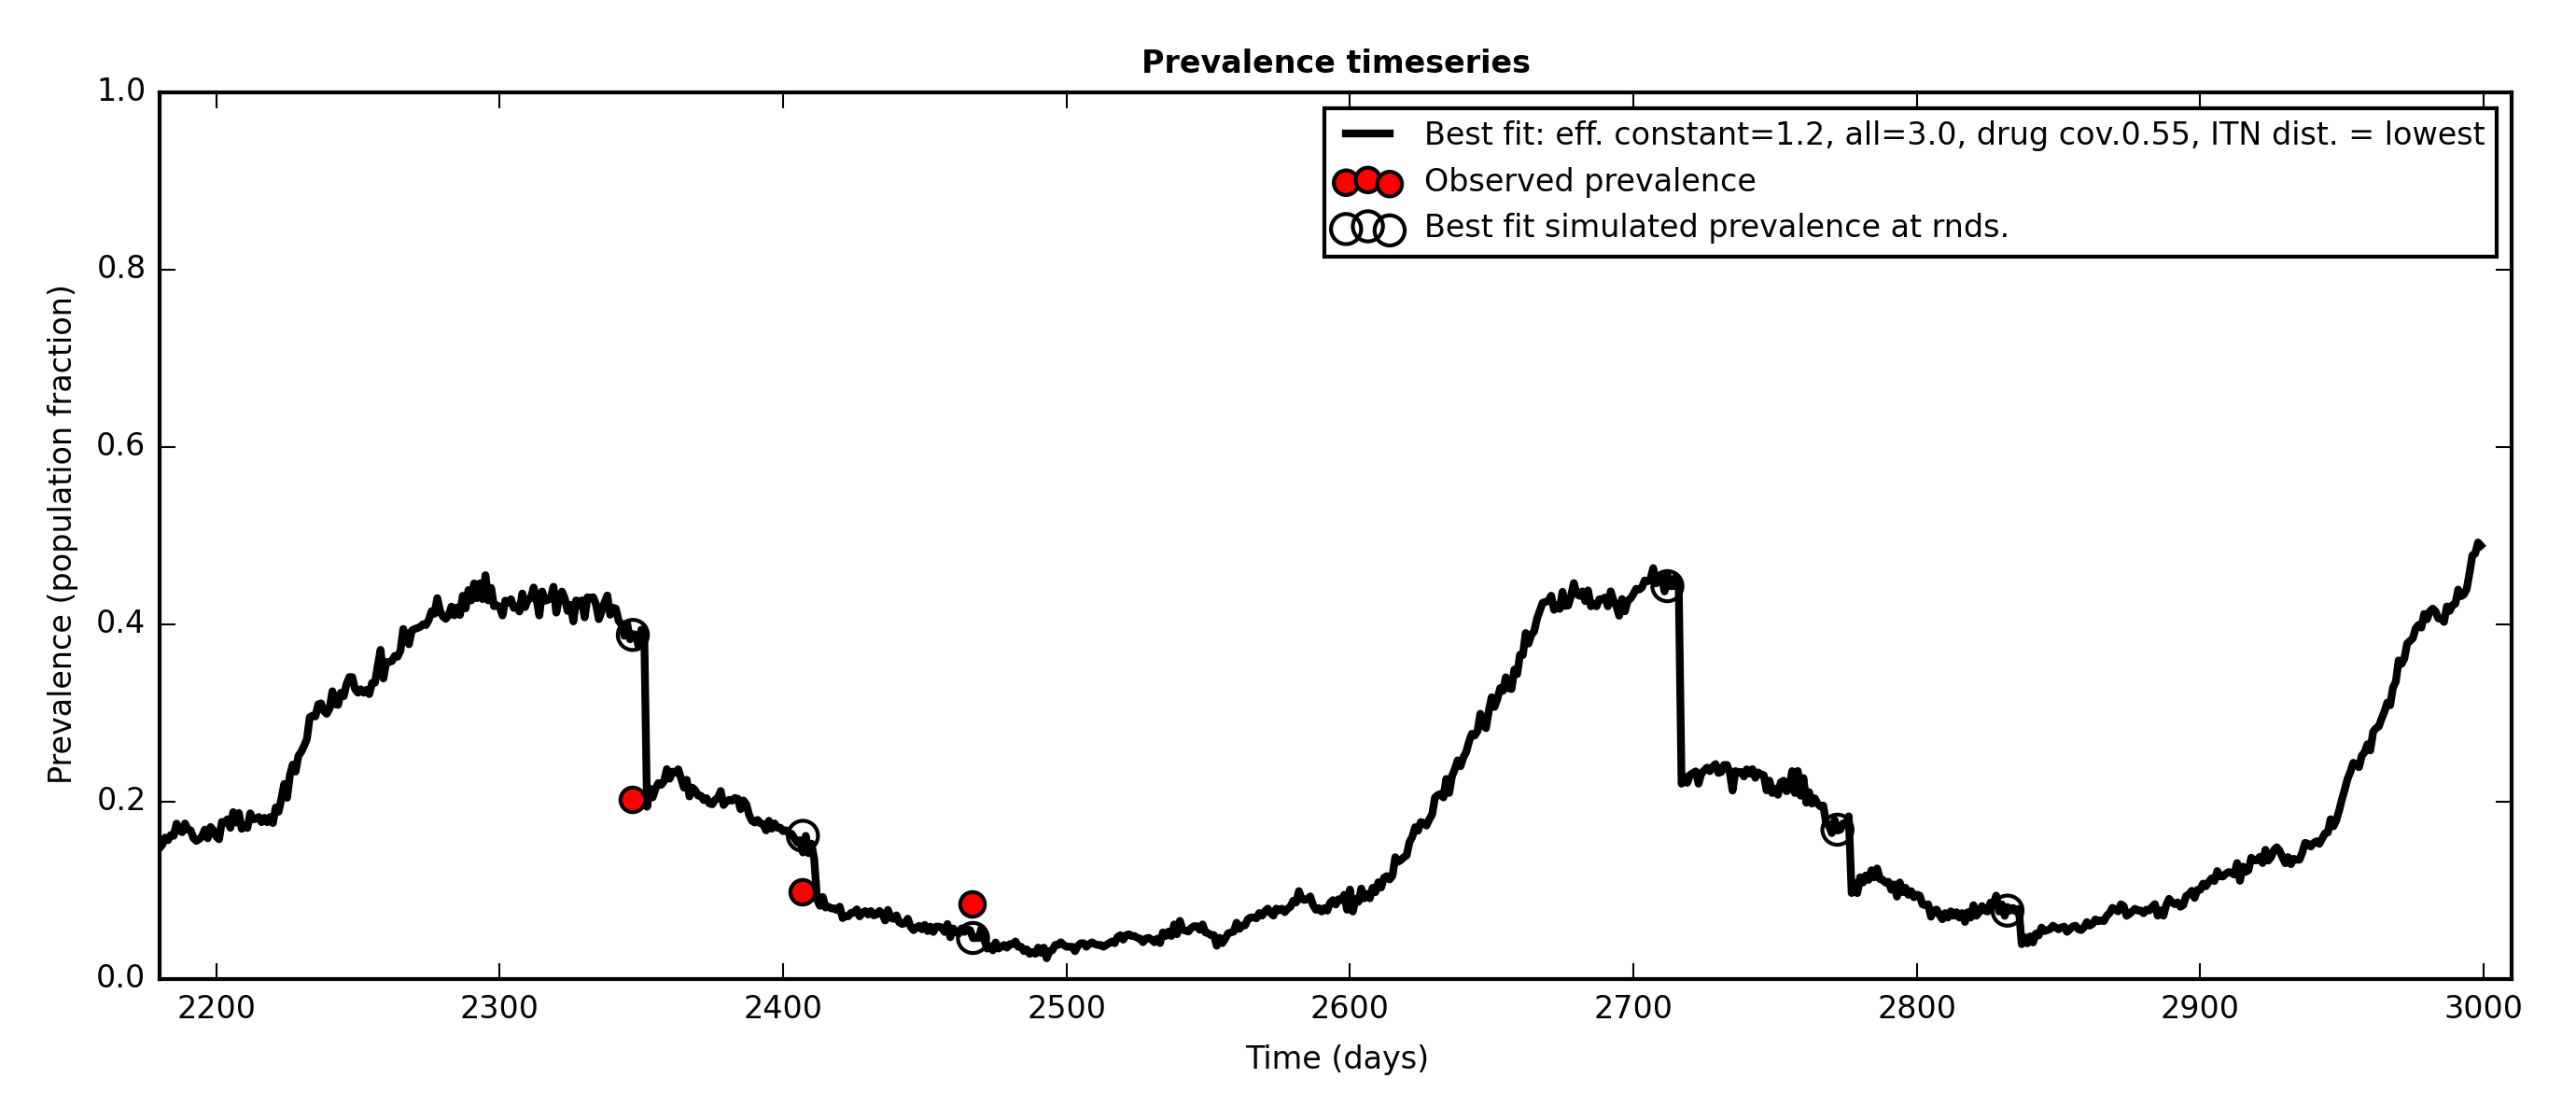 Prevalence timeseries
1.0
0.8
0.6
0.4
0.2
0.0
Prevalence (population fraction)
Best fit: eff. constant=1.2, all=3.0, drug cov.0.55, ITN dist. = lowest
Observed prevalence
Best fit simulated prevalence at rnds.
2200 2300 2400 2500 2600 2700 2800 2900 3000
Time (days)